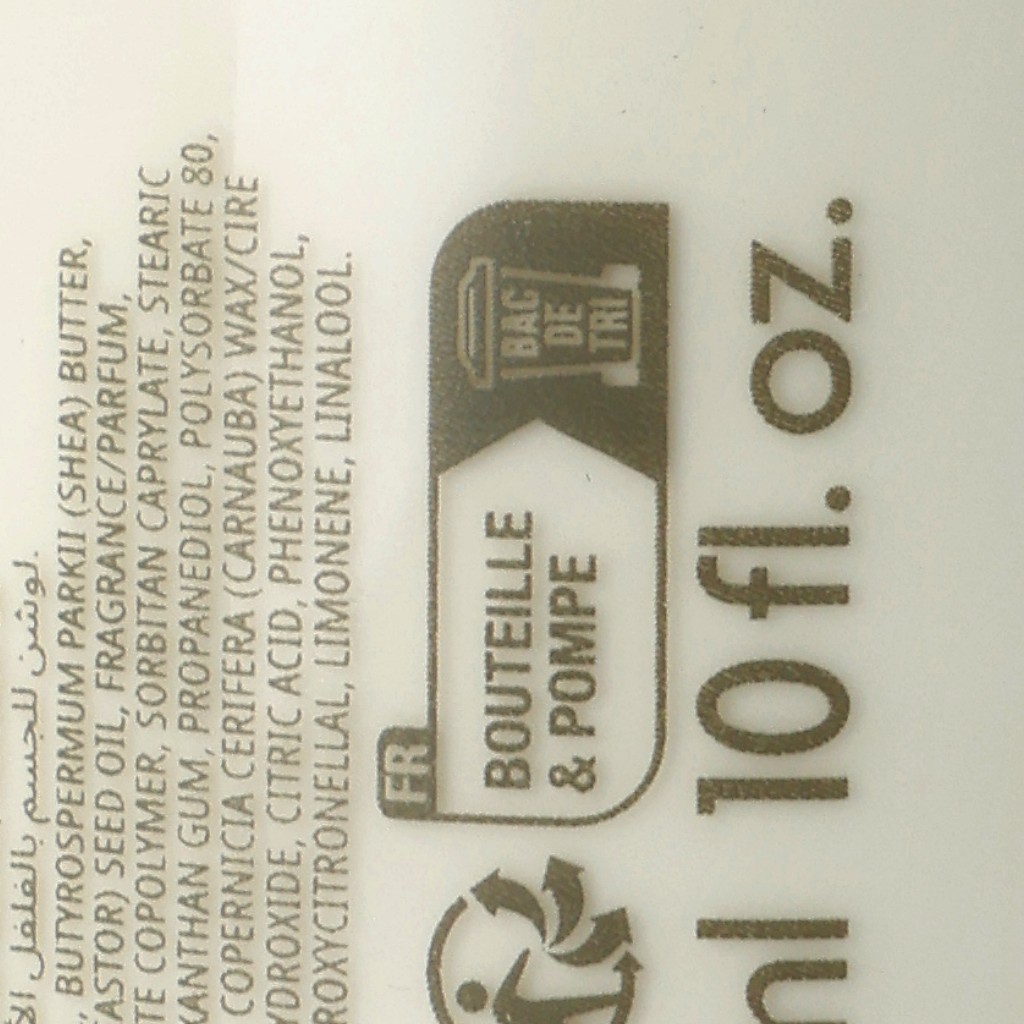 لوشن للجسم بالفلفل
BUTYROSPERMUM PARKII (SHEA) BUTTER,
SEED OIL, FRAGRANCE/PARFUM,
COPOLYMER, SORBITAN CAPRYLATE, STEARIC
XANTHAN GUM, PROPANEDIOL, POLYSORBATE 80,
COPERNICIA CERIFERA (CARNAUBA) WAX/CIRE
YDROXIDE, CITRIC ACID, PHENOXYETHANOL,
ROXYCITRONELLAL, LIMONENE, LINALOOL.
FR
BOUTEILLE
& POMPE
BAC
DE
TRI
ml 10 fl. oz.